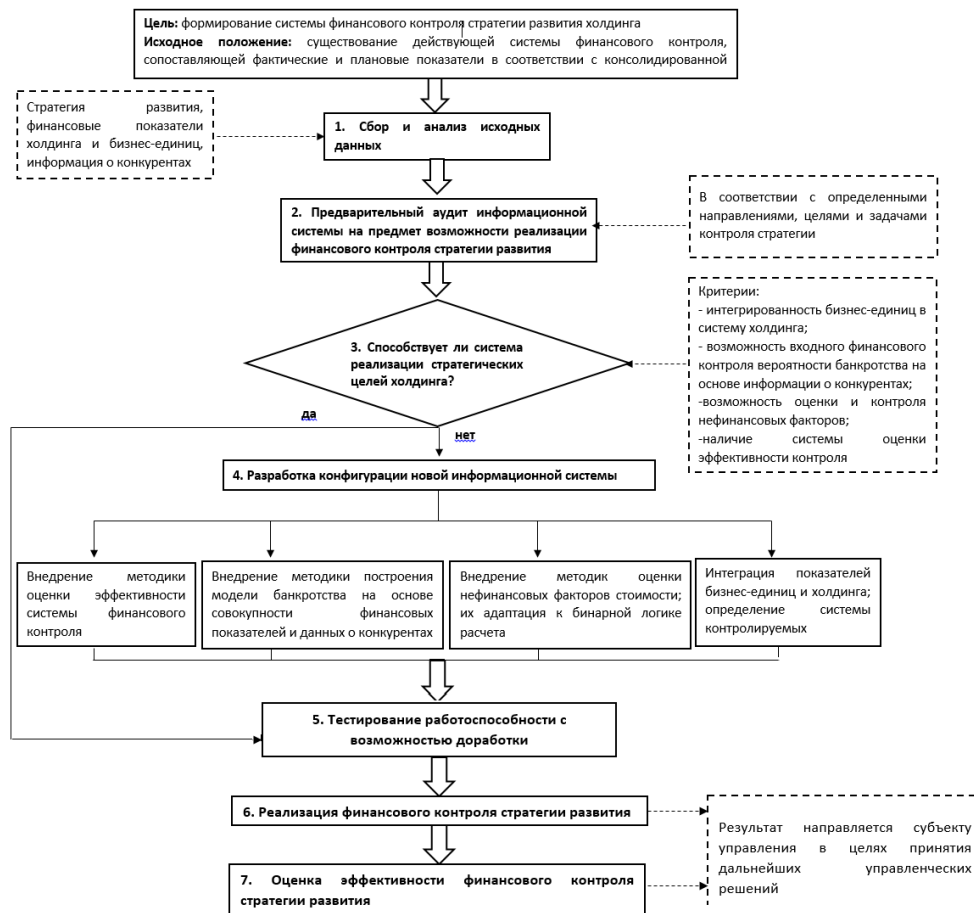 Цель: формирование системы финансового контроля стратегии развития холдинга
Исходное положение: существование действующей системы финансового контроля,
сопоставляющей фактические и плановые показатели в соответствии с консолидированной
Стратегия развития,
финансовые показатели
холдинга и бизнес-единиц,
информация о конкурентах
1. Сбор и анализ исходных
данных
2. Предварительный аудит информационной
системы на предмет возможности реализации
финансового контроля стратегии развития
В соответствии с определенными
направлениями, целями и задачами
контроля стратегии
Критерии:
- интегрированность бизнес-единиц в
систему холдинга;
- возможность входного финансового
контроля вероятности банкротства на
основе информации о конкурентах;
-возможность оценки и контроля
нефинансовых факторов;
-наличие системы оценки
эффективности контроля
3. Способствует ли система
реализации стратегических
целей холдинга?
да
нет
4. Разработка конфигурации новой информационной системы
Внедрение методики
оценки эффективности
системы финансового
контроля
Внедрение методики построения
модели банкротства на основе
совокупности финансовых
показателей и данных о конкурентах
Внедрение методик оценки
нефинансовых факторов стоимости;
их адаптация к бинарной логике
расчета
Интеграция показателей
бизнес-единиц и холдинга;
определение системы
контролируемых
5. Тестирование работоспособности с
возможностью доработки
6. Реализация финансового контроля стратегии развития
Результат направляется субъекту
управления в целях принятия
дальнейших управленческих
решений
7. Оценка эффективности финансового контроля
стратегии развития